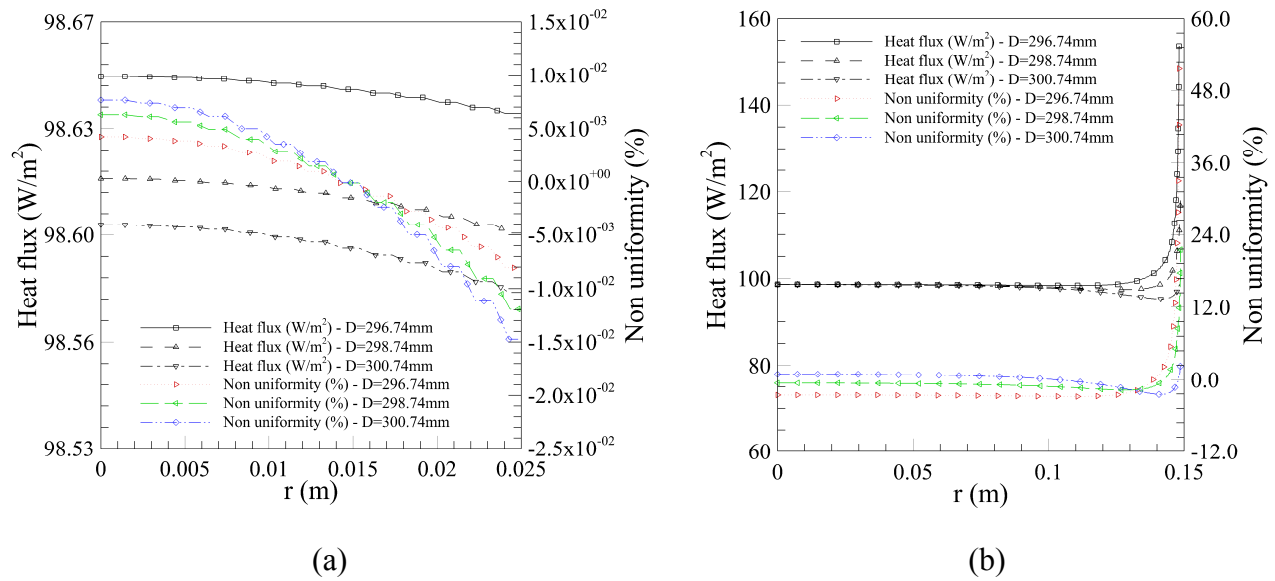 98.67
98.63
98.60
98.56
98.53
Heat flux (W/m²)
1.5x10⁻⁰²
1.0x10⁻⁰²
5.0x10⁻⁰³
0.0x10⁺⁰⁰
-5.0x10⁻⁰³
-1.0x10⁻⁰²
-1.5x10⁻⁰²
-2.0x10⁻⁰²
-2.5x10⁻⁰²
Non uniformity (%)
Heat flux (W/m²) - D=296.74mm
Heat flux (W/m²) - D=298.74mm
Heat flux (W/m²) - D=300.74mm
Non uniformity (%) - D=296.74mm
Non uniformity (%) - D=298.74mm
Non uniformity (%) - D=300.74mm
0 0.005 0.01 0.015 0.02 0.025
r (m)
(a)
160
140
120
100
80
60
Heat flux (W/m²)
60.0
48.0
36.0
24.0
12.0
0.0
-12.0
Non uniformity (%)
Heat flux (W/m²) - D=296.74mm
Heat flux (W/m²) - D=298.74mm
Heat flux (W/m²) - D=300.74mm
Non uniformity (%) - D=296.74mm
Non uniformity (%) - D=298.74mm
Non uniformity (%) - D=300.74mm
0 0.05 0.1 0.15
r (m)
(b)